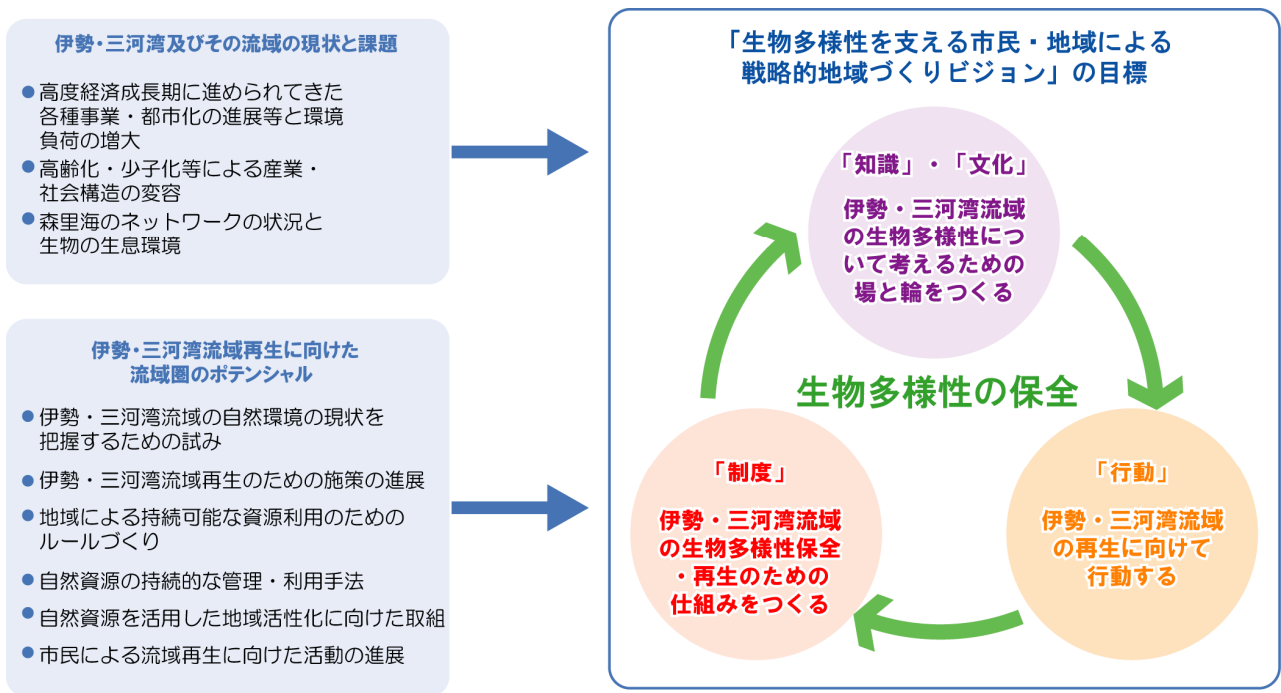 伊勢・三河湾及びその流域の現状と課題
●高度経済成長期に進められてきた
各種事業・都市化の進展等と環境
負荷の増大
●高齢化・少子化等による産業・
社会構造の変容
●森里海のネットワークの状況と
生物の生息環境
伊勢・三河湾流域再生に向けた
流域圏のポテンシャル
●伊勢・三河湾流域の自然環境の現状を
把握するための試み
●伊勢・三河湾流域再生のための施策の進展
●地域による持続可能な資源利用のための
ルールづくり
●自然資源の持続的な管理・利用手法
●自然資源を活用した地域活性化に向けた取組
●市民による流域再生に向けた活動の進展
「生物多様性を支える市民・地域による
戦略的地域づくりビジョン」の目標
「知識」・「文化」
伊勢・三河湾流域
の生物多様性につ
いて考えるための
場と輪をつくる
生物多様性の保全
「制度」
伊勢・三河湾流域
の生物多様性保全
・再生のための
仕組みをつくる
「行動」
伊勢・三河湾流域
の再生に向けて
行動する